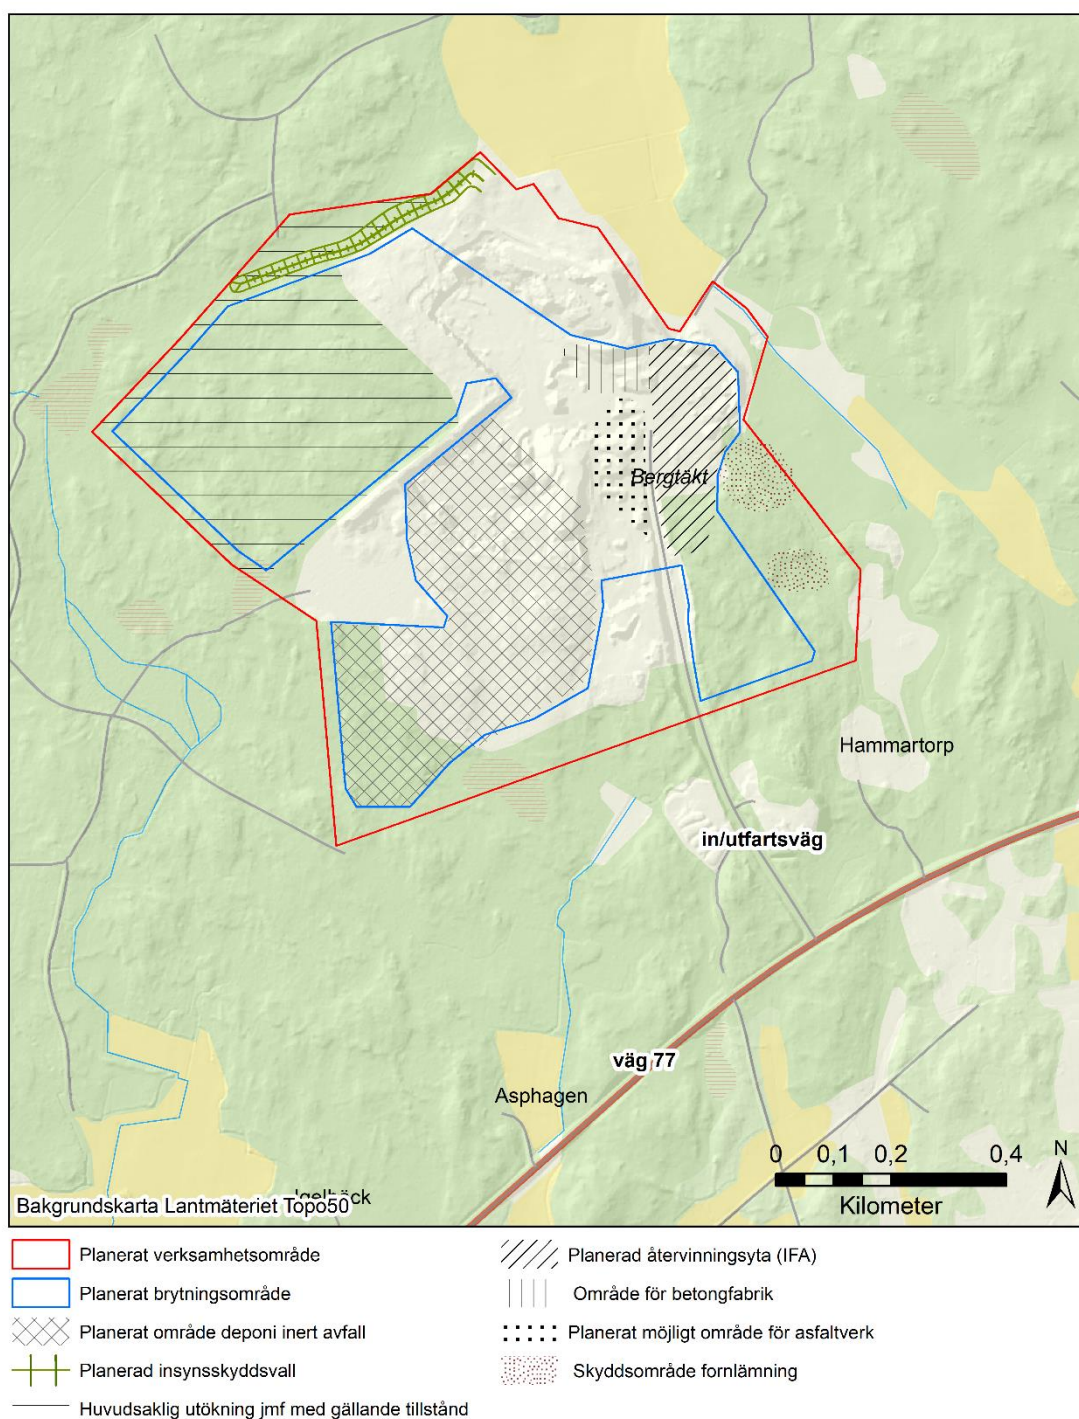 Bergtäkt
Hammartorp
in/utfartsväg
väg 77
Asphagen
0 0,1 0,2 0,4
Kilometer
N
Igelbäck
Bakgrundskarta Lantmäteriet Topo50
Planerat verksamhetsområde
Planerat brytningsområde
Planerat område deponi inert avfall
Planerad insynsskyddsvall
Huvudsaklig utökning jmf med gällande tillstånd
Planerad återvinningsyta (IFA)
Område för betongfabrik
Planerat möjligt område för asfaltverk
Skyddsområde fornlämning